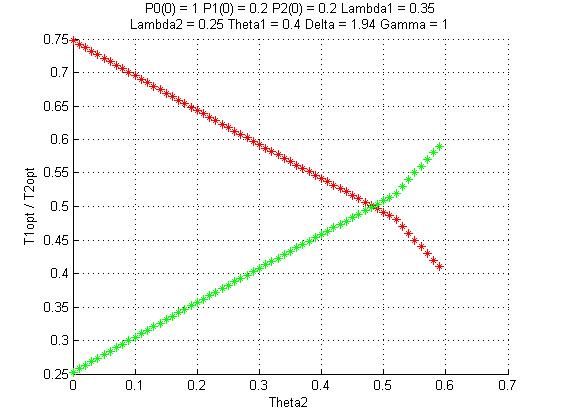 P0(0) = 1 P1(0) = 0.2 P2(0) = 0.2 Lambda1 = 0.35
Lambda2 = 0.25 Theta1 = 0.4 Delta = 1.94 Gamma = 1
0.75
0.7
0.65
0.6
0.55
0.5
0.45
0.4
0.35
0.3
0.25
T1opt / T2opt
0 0.1 0.2 0.3 0.4 0.5 0.6 0.7
Theta2